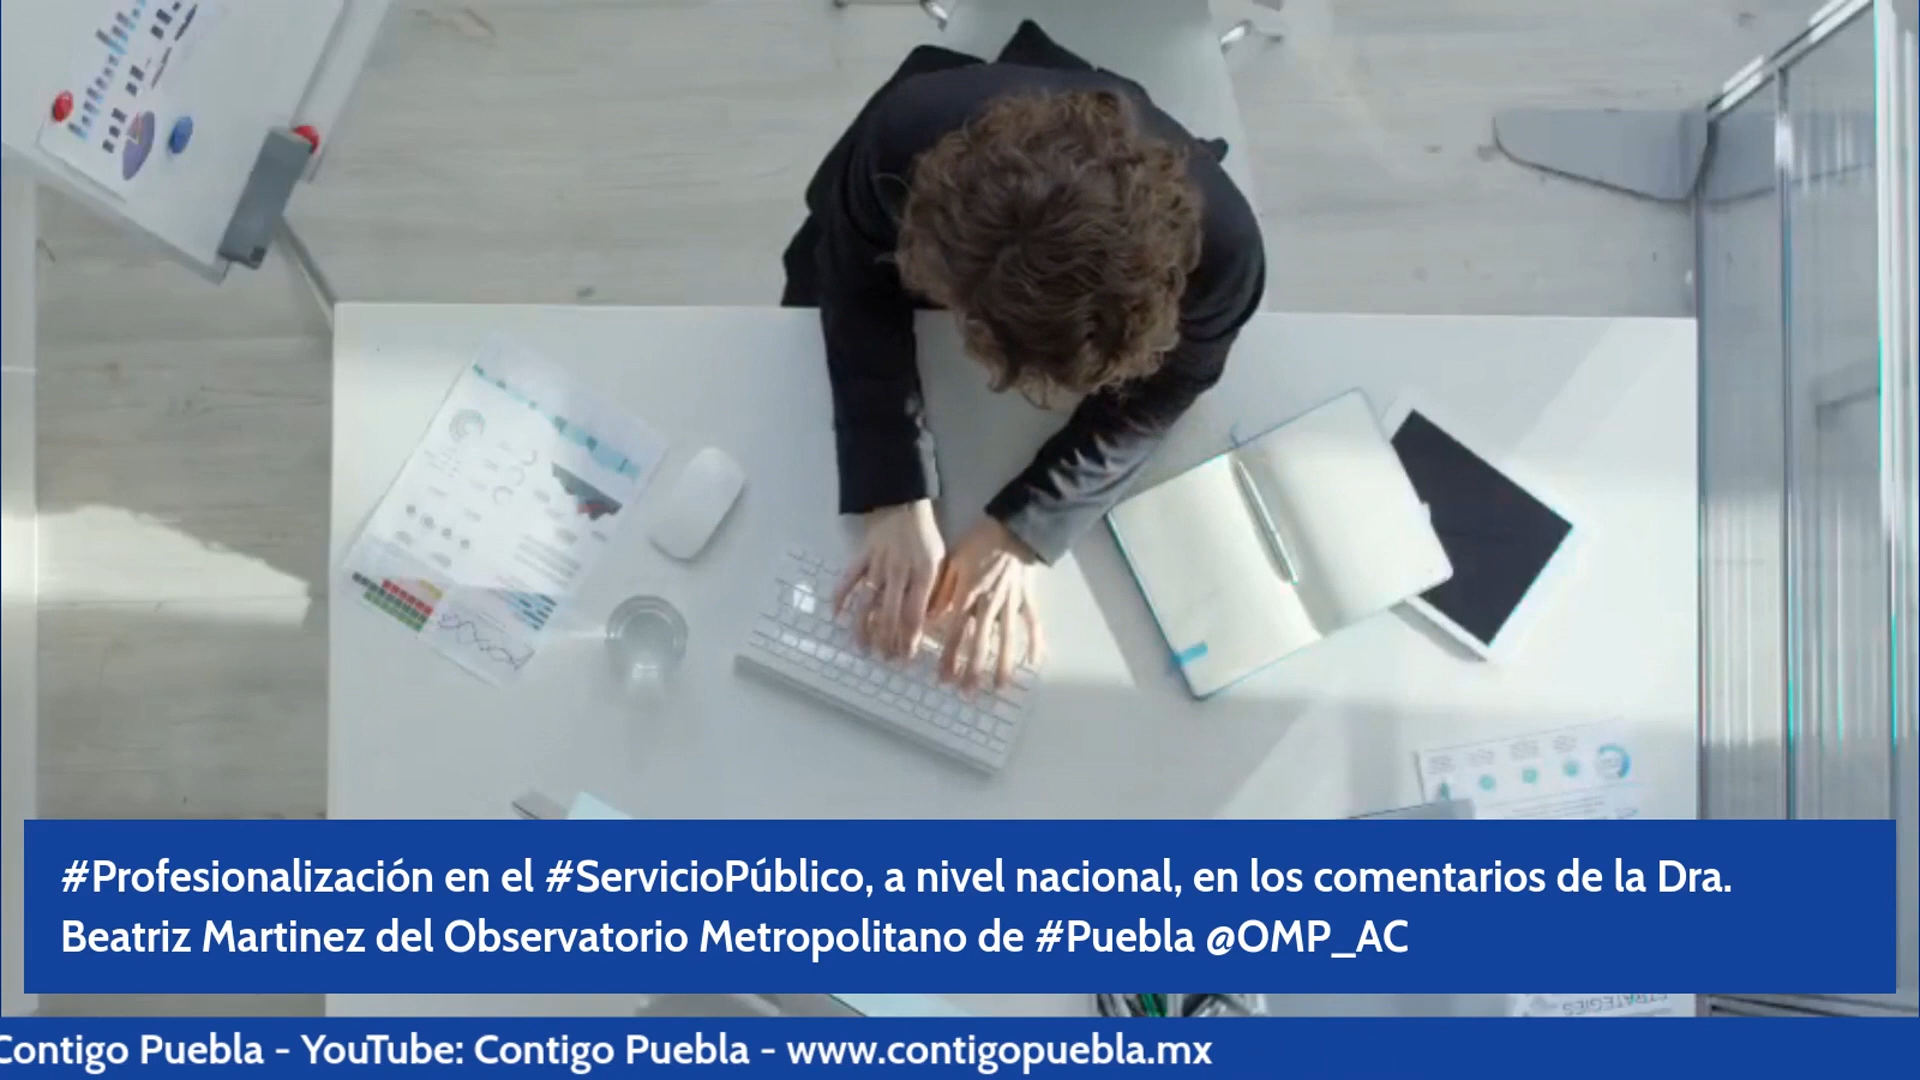 #Profesionalización en el #ServicioPúblico, a nivel nacional, en los comentarios de la Dra.
Beatriz Martinez del Observatorio Metropolitano de #Puebla @OMP_AC
STRATEGIES
Contigo Puebla - YouTube: Contigo Puebla - www.contigopuebla.mx